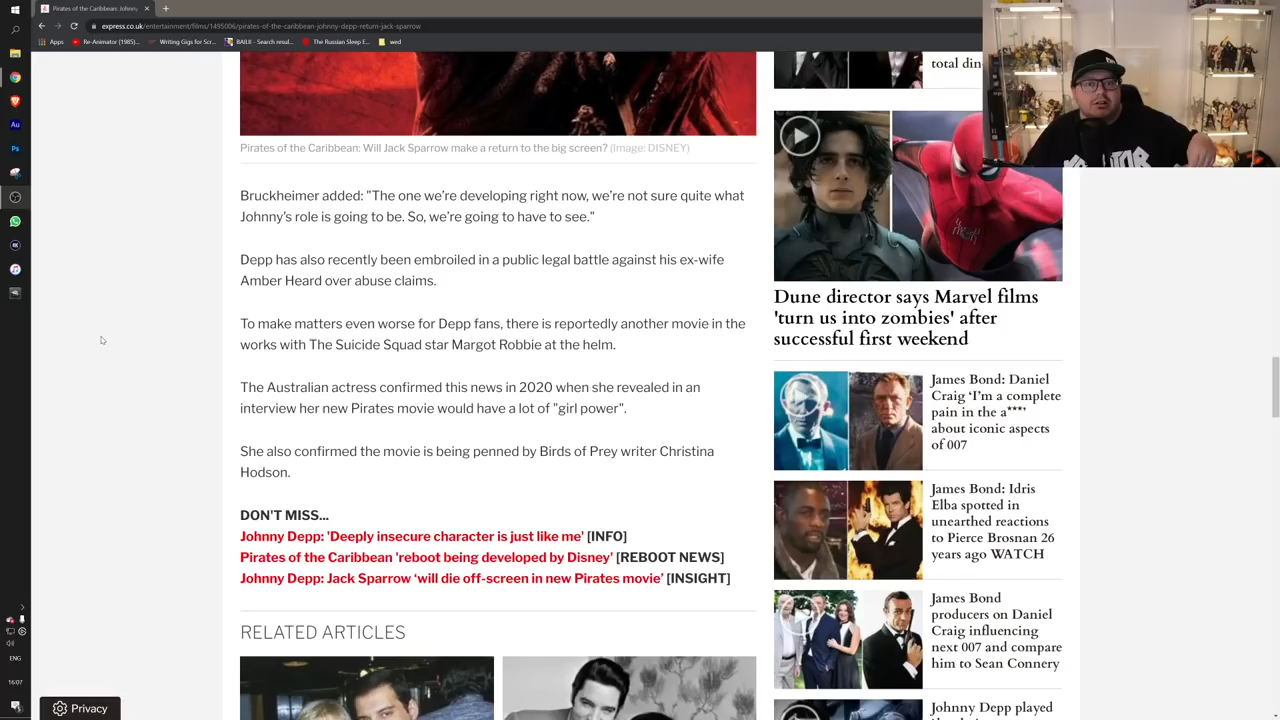 Pirates of the Caribbean: Johnny
express.co.uk/entertainment/films/1495006/pirates-of-the-caribbean-johnny-depp-return-jack-sparrow
Apps
Re-Animator (1985)...
Writing Gigs for Scr...
BAILII - Search resul...
The Russian Sleep E...
wed
total din
Pirates of the Caribbean: Will Jack Sparrow make a return to the big screen? (Image: DISNEY)
Bruckheimer added: "The one we're developing right now, we're not sure quite what
Johnny's role is going to be. So, we're going to have to see."
Depp has also recently been embroiled in a public legal battle against his ex-wife
Amber Heard over abuse claims.
To make matters even worse for Depp fans, there is reportedly another movie in the
works with The Suicide Squad star Margot Robbie at the helm.
The Australian actress confirmed this news in 2020 when she revealed in an
interview her new Pirates movie would have a lot of "girl power".
She also confirmed the movie is being penned by Birds of Prey writer Christina
Hodson.
DON'T MISS...
Johnny Depp: 'Deeply insecure character is just like me' [INFO]
Pirates of the Caribbean 'reboot being developed by Disney' [REBOOT NEWS]
Johnny Depp: Jack Sparrow 'will die off-screen in new Pirates movie' [INSIGHT]
RELATED ARTICLES
Dune director says Marvel films
'turn us into zombies' after
successful first weekend
James Bond: Daniel
Craig 'I'm a complete
pain in the a***'
about iconic aspects
of 007
James Bond: Idris
Elba spotted in
unearthed reactions
to Pierce Brosnan 26
years ago WATCH
James Bond
producers on Daniel
Craig influencing
next 007 and compare
him to Sean Connery
Johnny Depp played
Au
Ps
ENG
16:07
Privacy